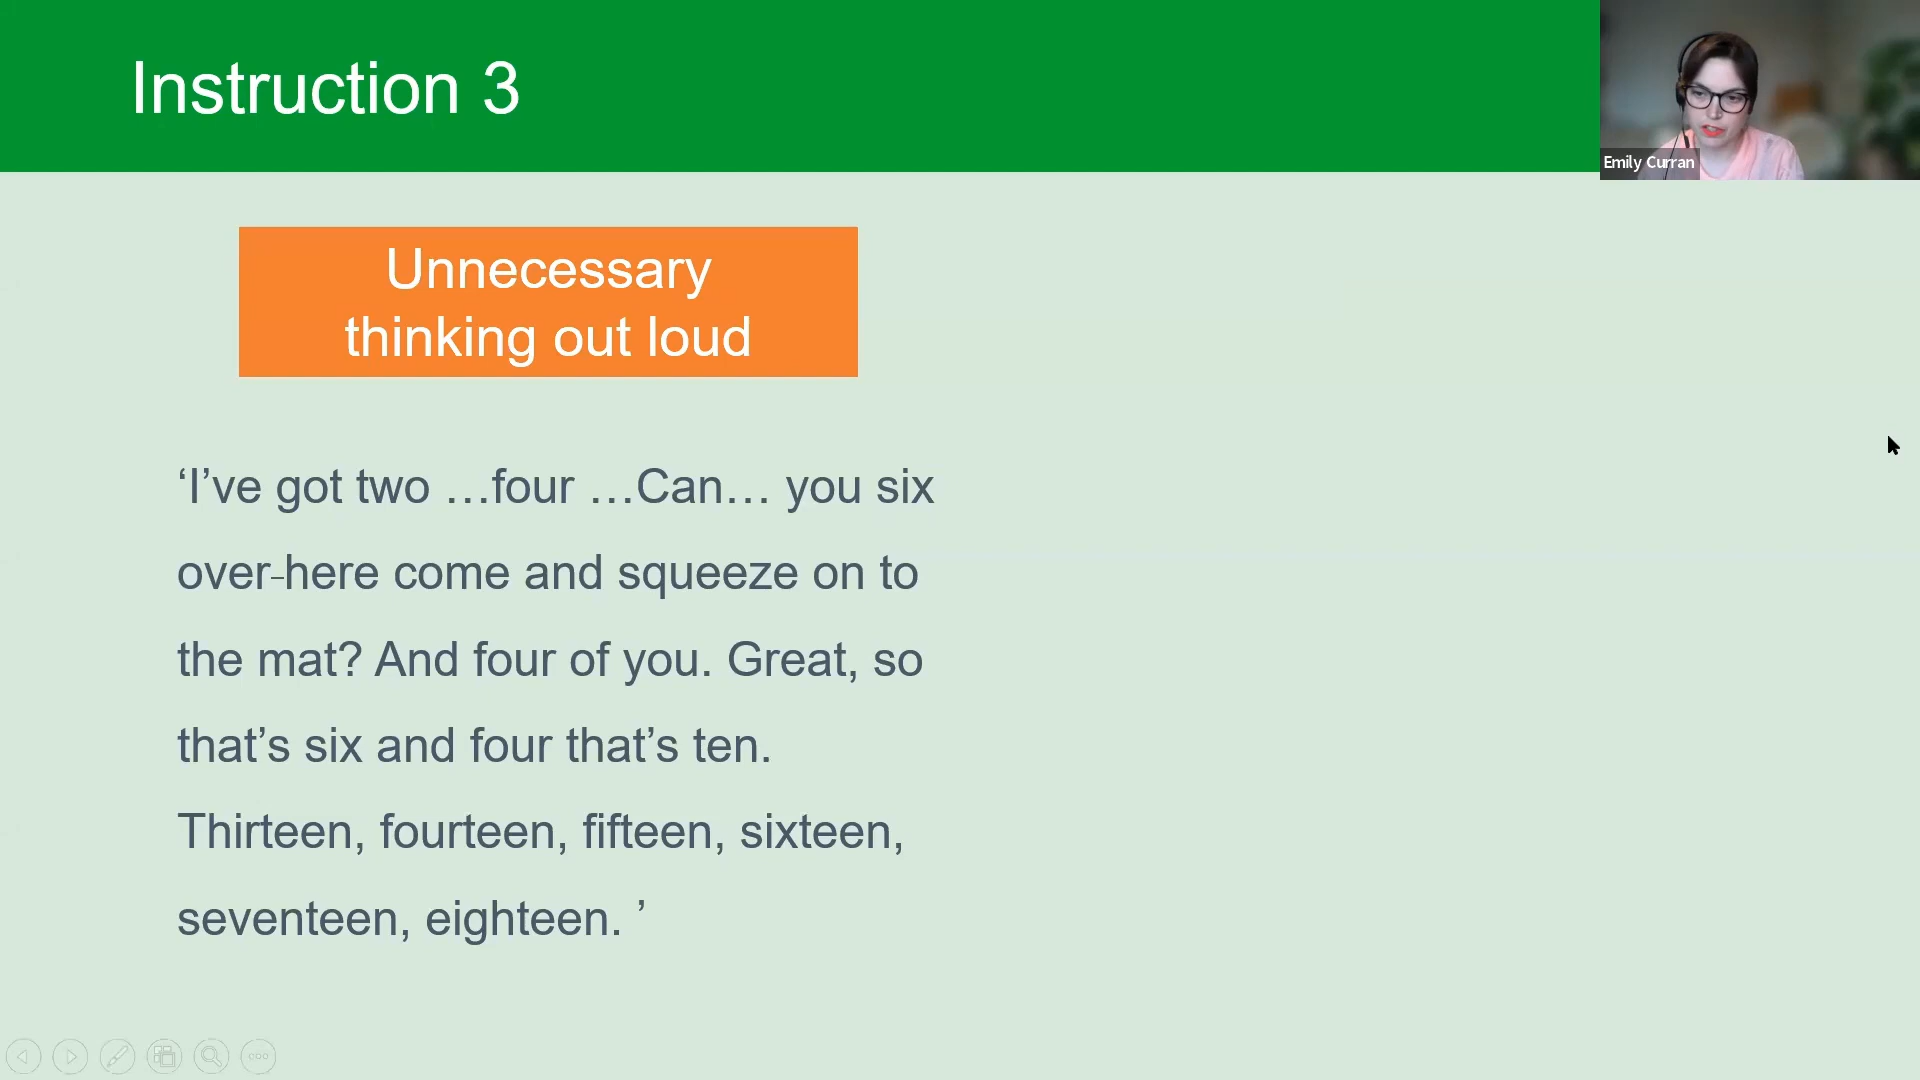 Instruction 3
Emily Curran
Unnecessary
thinking out loud
‘I’ve got two …four …Can… you six
over-here come and squeeze on to
the mat? And four of you. Great, so
that’s six and four that’s ten.
Thirteen, fourteen, fifteen, sixteen,
seventeen, eighteen. ’